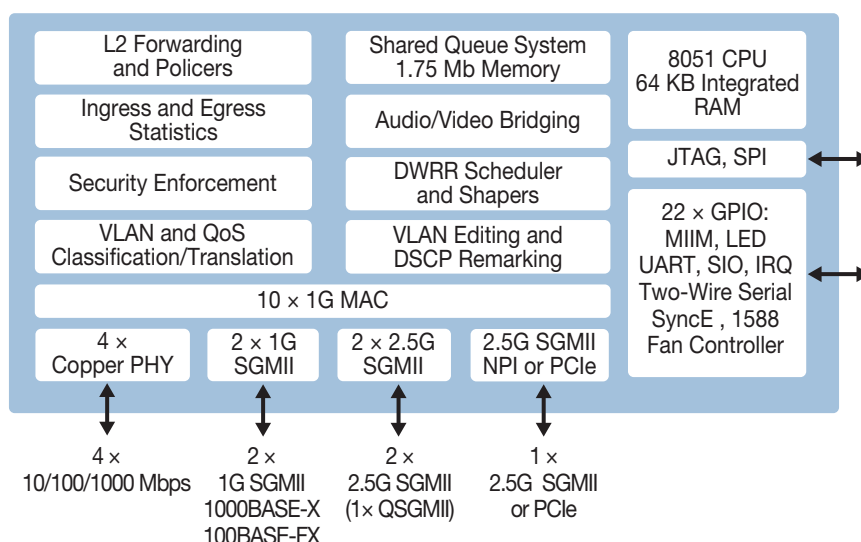 L2 Forwarding
and Policers
Shared Queue System
1.75 Mb Memory
8051 CPU
64 KB Integrated
RAM
Ingress and Egress
Statistics
Audio/Video Bridging
JTAG, SPI
Security Enforcement
DWRR Scheduler
and Shapers
22 × GPIO:
MIIM, LED
UART, SIO, IRQ
Two-Wire Serial
SyncE , 1588
Fan Controller
VLAN and QoS
Classification/Translation
VLAN Editing and
DSCP Remarking
10 × 1G MAC
4 ×
Copper PHY
2 × 1G
SGMII
2 × 2.5G
SGMII
2.5G SGMII
NPI or PCIe
4 ×
10/100/1000 Mbps
2 ×
1G SGMII
1000BASE-X
100BASE-FX
2 ×
2.5G SGMII
(1× QSGMII)
1 ×
2.5G SGMII
or PCIe